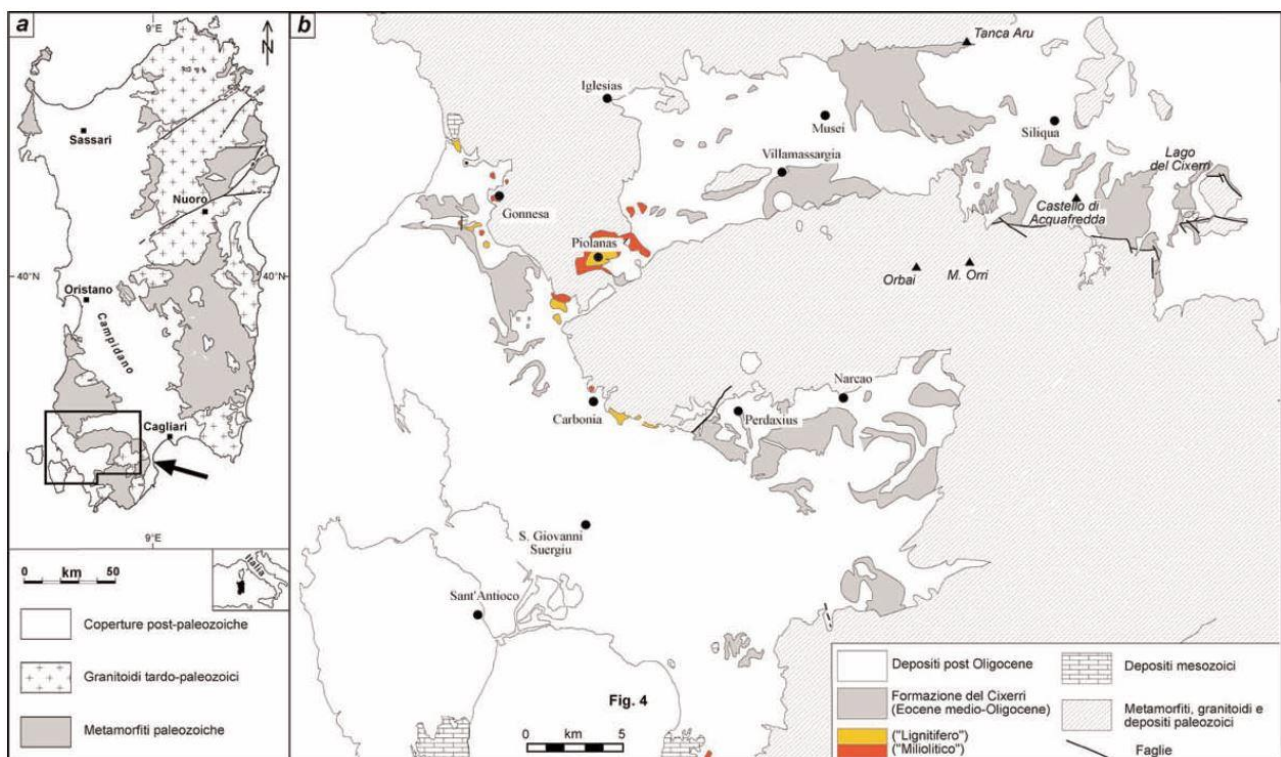 a
9°E
N
Sassari
Nuoro
40°N
40°N
Oristano
Campidano
Cagliari
9°E
0 km 50
Italia
Coperture post-paleozoiche
Granitoidi tardo-paleozoici
Metamorfiti paleozoiche
b
Tanca Aru
Iglesias
Musei
Siliqua
Villamassargia
Lago
del Cixerri
Gonnesa
Castello di
Acquafredda
Piolanas
Orbai
M. Orri
Narcao
Carbonia
Perdaxius
S. Giovanni
Suergiu
Sant'Antioco
Fig. 4
km
0 5
Depositi post Oligocene
Formazione del Cixerri
(Eocene medio-Oligocene)
("Lignitifero")
("Miliolitico")
Depositi mesozoici
Metamorfiti, granitoidi e
depositi paleozoici
Faglie